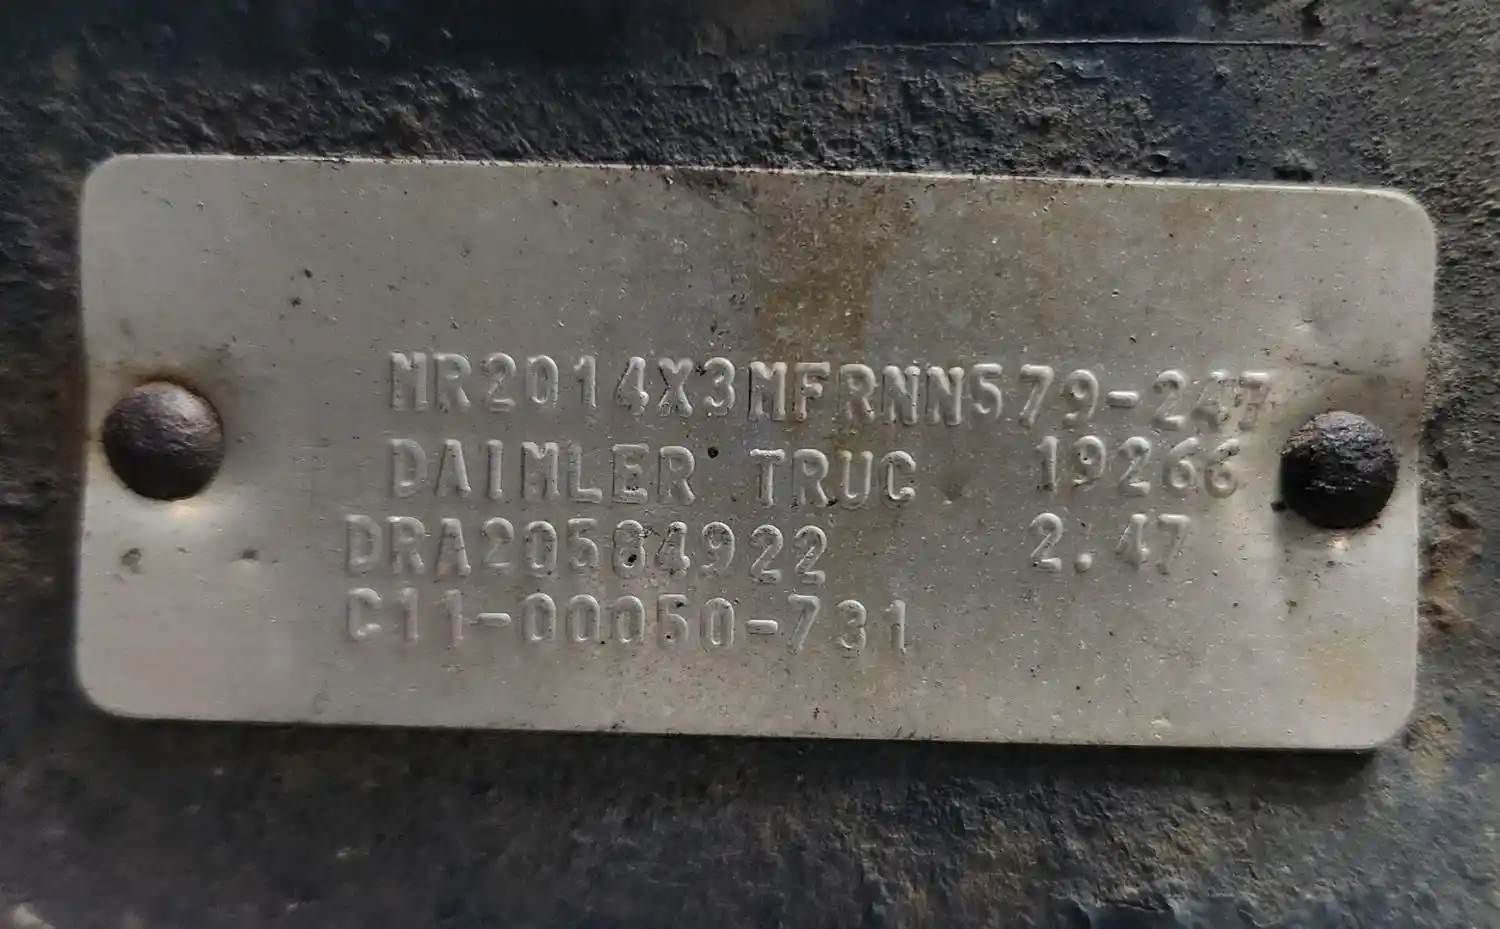 MR2014X3MFRNN579-247
DAIMLER TRUC 19266
DRA20584922 2.47
C11-00050-731